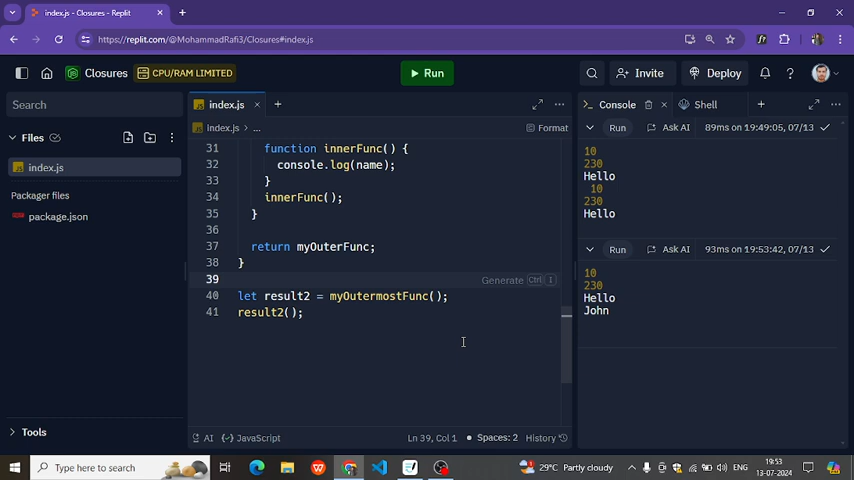 index.js - Closures - Replit
https://replit.com/@MohammadRafi3/Closures#index.js
Closures
CPU/RAM LIMITED
Run
Invite
Deploy
Search
Files
index.js
Packager files
package.json
Tools
index.js
index.js > ...
Format
31 function innerFunc() {
32 console.log(name);
33 }
34 innerFunc();
35 }
36
37 return myOuterFunc;
38 }
39
Generate Ctrl I
40 let result2 = myOutermostFunc();
41 result2();
AI {-} JavaScript
Ln 39, Col 1 • Spaces: 2 History
Console
Shell
Run
Ask AI
89ms on 19:49:05, 07/13
10
230
Hello
10
230
Hello
Run
Ask AI
93ms on 19:53:42, 07/13
10
230
Hello
John
Type here to search
29°C Partly cloudy
ENG
19:53
13-07-2024